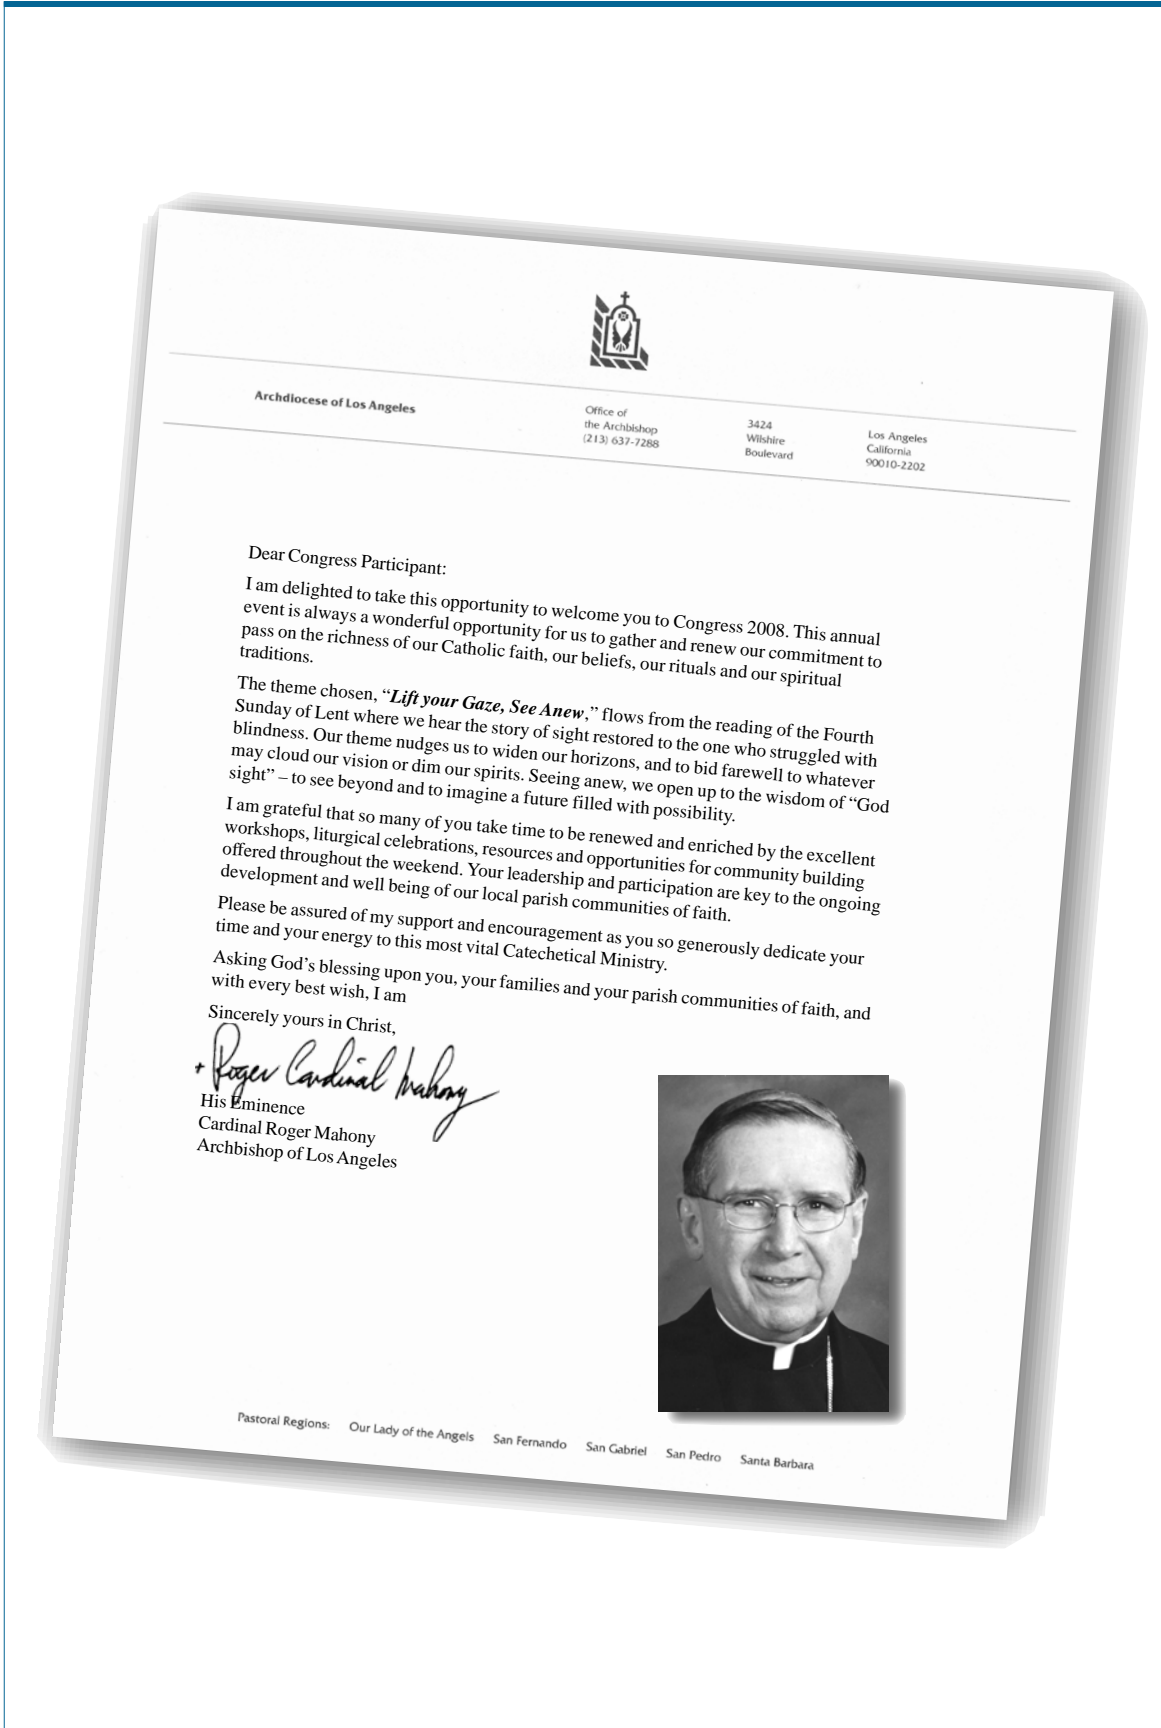 Archdiocese of Los Angeles
Office of
the Archbishop
(213) 637-7288
3424
Wilshire
Boulevard
Los Angeles
California
90010-2202
Dear Congress Participant:
I am delighted to take this opportunity to welcome you to Congress 2008. This annual
event is always a wonderful opportunity for us to gather and renew our commitment to
pass on the richness of our Catholic faith, our beliefs, our rituals and our spiritual
traditions.
The theme chosen, “Lift your Gaze, See Anew,” flows from the reading of the Fourth
Sunday of Lent where we hear the story of sight restored to the one who struggled with
blindness. Our theme nudges us to widen our horizons, and to bid farewell to whatever
may cloud our vision or dim our spirits. Seeing anew, we open up to the wisdom of “God
sight” – to see beyond and to imagine a future filled with possibility.
I am grateful that so many of you take time to be renewed and enriched by the excellent
workshops, liturgical celebrations, resources and opportunities for community building
offered throughout the weekend. Your leadership and participation are key to the ongoing
development and well being of our local parish communities of faith.
Please be assured of my support and encouragement as you so generously dedicate your
time and your energy to this most vital Catechetical Ministry.
Asking God’s blessing upon you, your families and your parish communities of faith, and
with every best wish, I am
Sincerely yours in Christ,
+ Roger Cardinal Mahony
His Eminence
Cardinal Roger Mahony
Archbishop of Los Angeles
Pastoral Regions: Our Lady of the Angels San Fernando San Gabriel San Pedro Santa Barbara